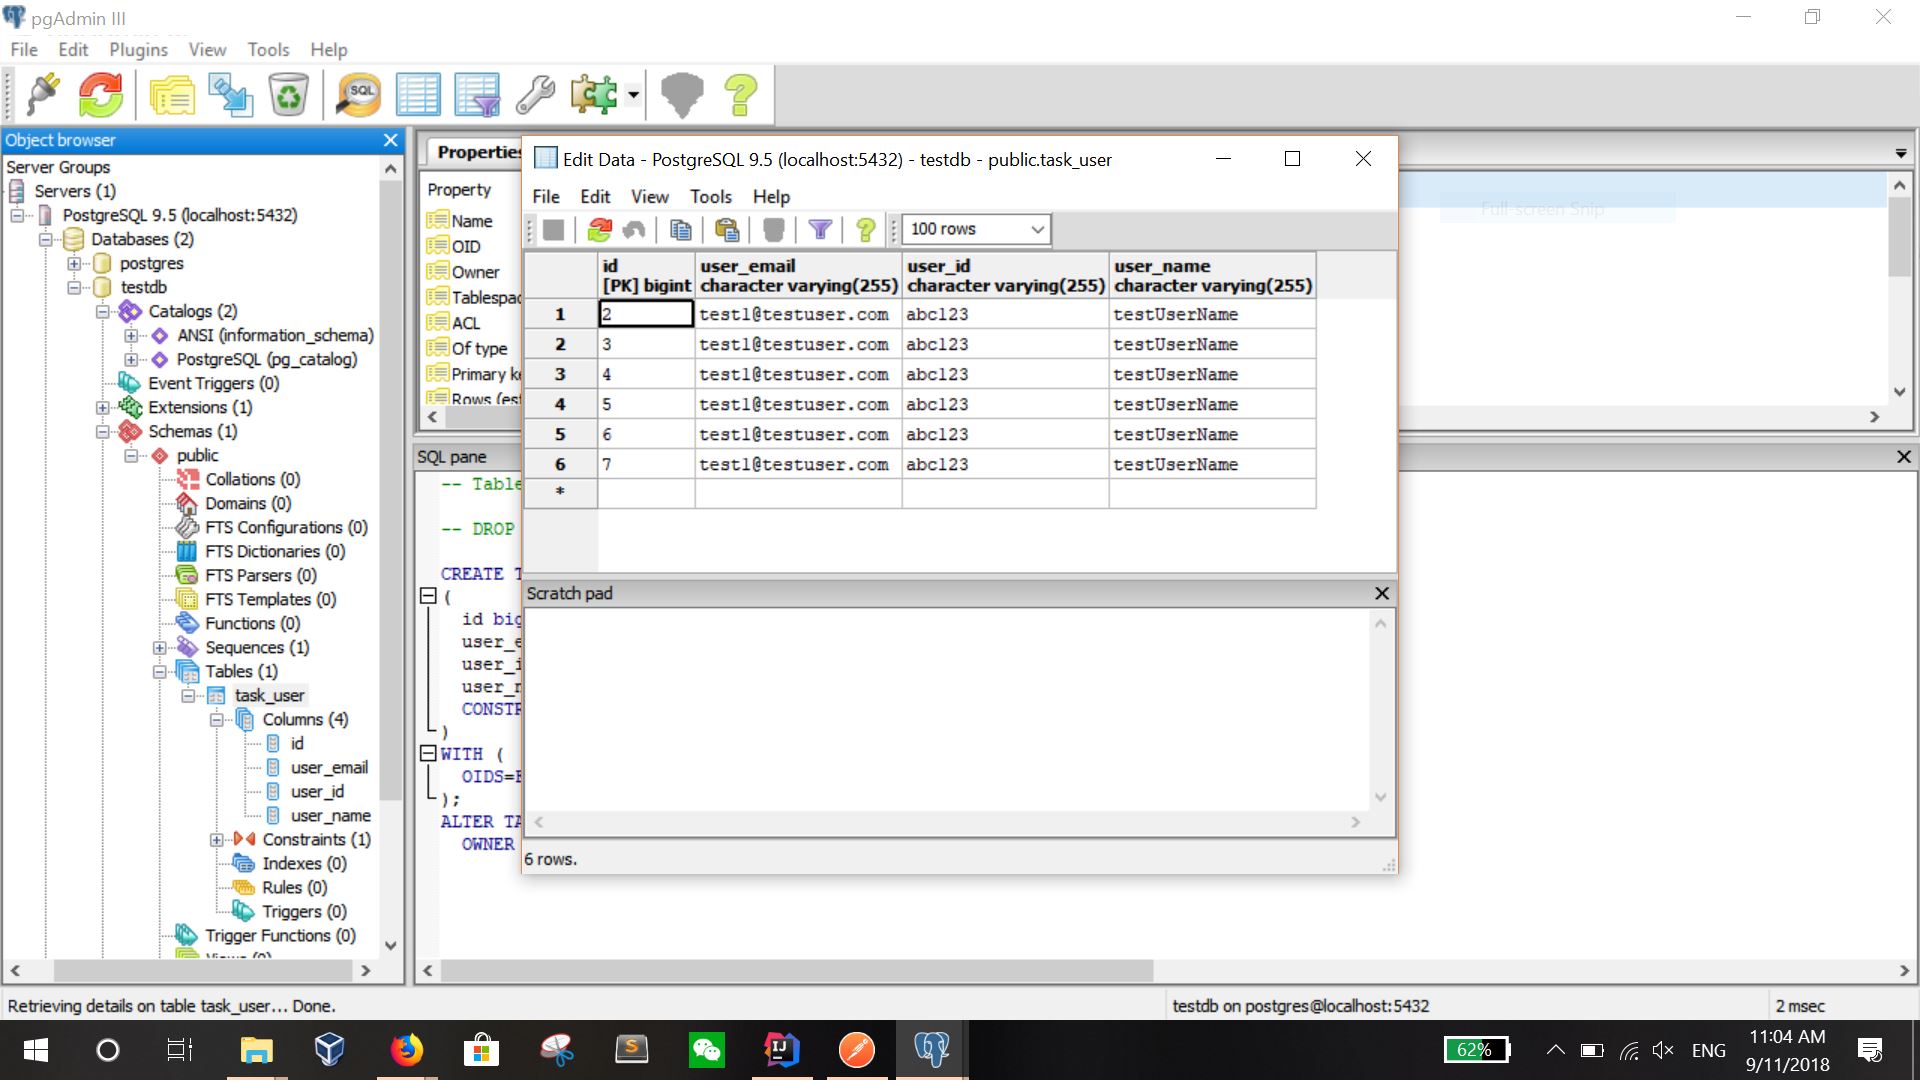 pgAdmin III
File Edit Plugins View Tools Help
SQL
Object browser
Server Groups
Servers (1)
PostgreSQL 9.5 (localhost:5432)
Databases (2)
postgres
testdb
Catalogs (2)
ANSI (information_schema)
PostgreSQL (pg_catalog)
Event Triggers (0)
Extensions (1)
Schemas (1)
public
Collations (0)
Domains (0)
FTS Configurations (0)
FTS Dictionaries (0)
FTS Parsers (0)
FTS Templates (0)
Functions (0)
Sequences (1)
Tables (1)
task_user
Columns (4)
id
user_email
user_id
user_name
Constraints (1)
Indexes (0)
Rules (0)
Triggers (0)
Trigger Functions (0)
Views (0)
Properties
Property
Name
OID
Owner
Tablespac
ACL
Of type
Primary ke
Rows (est
Full-screen Snip
SQL pane
-- Table
-- DROP
CREATE T
(
id big
user_e
user_i
user_n
CONSTR
)
WITH (
OIDS=F
);
ALTER TA
OWNER
Edit Data - PostgreSQL 9.5 (localhost:5432) - testdb - public.task_user
File Edit View Tools Help
100 rows
id user_email user_id user_name
[PK] bigint character varying(255) character varying(255) character varying(255)
1 2 test1@testuser.com abc123 testUserName
2 3 test1@testuser.com abc123 testUserName
3 4 test1@testuser.com abc123 testUserName
4 5 test1@testuser.com abc123 testUserName
5 6 test1@testuser.com abc123 testUserName
6 7 test1@testuser.com abc123 testUserName
*
Scratch pad
6 rows.
Retrieving details on table task_user... Done. testdb on postgres@localhost:5432 2 msec
S
IJ
62%
ENG
11:04 AM
9/11/2018